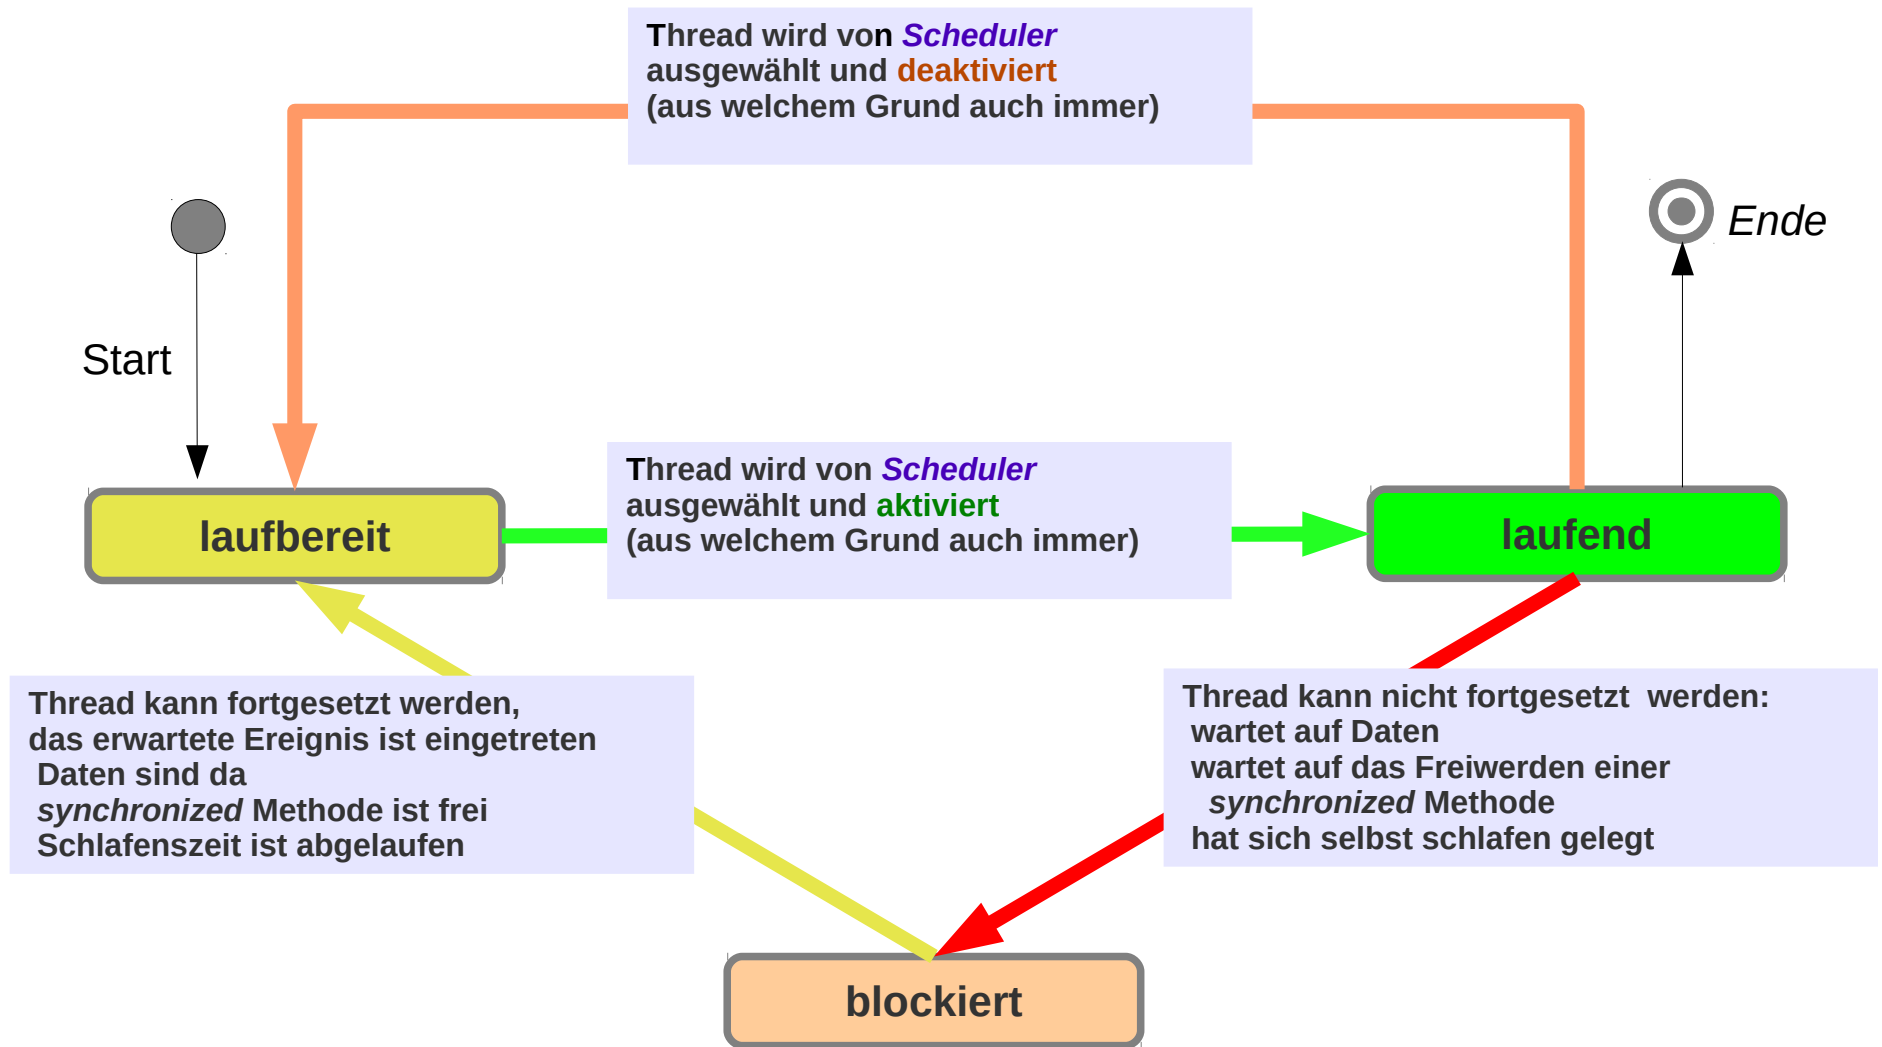 Thread wird von Scheduler
ausgewählt und deaktiviert
(aus welchem Grund auch immer)
Ende
Start
Thread wird von Scheduler
ausgewählt und aktiviert
(aus welchem Grund auch immer)
laufbereit
laufend
Thread kann fortgesetzt werden,
das erwartete Ereignis ist eingetreten
Daten sind da
synchronized Methode ist frei
Schlafenszeit ist abgelaufen
Thread kann nicht fortgesetzt  werden:
wartet auf Daten
wartet auf das Freiwerden einer
synchronized Methode
hat sich selbst schlafen gelegt
blockiert